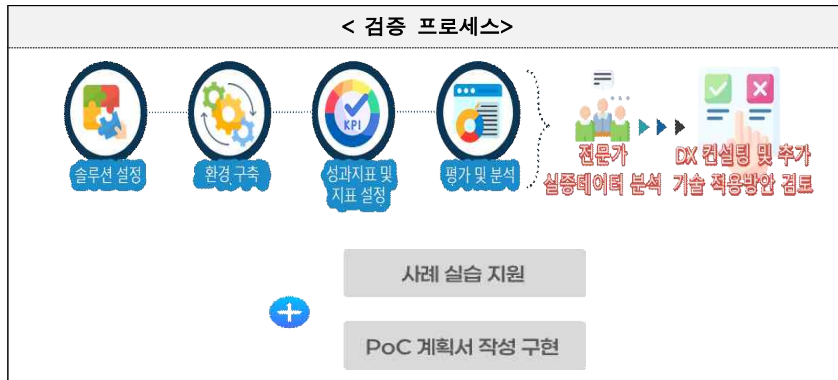 < 검증 프로세스>
KPI
솔루션 설정
환경 구축
성과지표 및
지표 설정
평가 및 분석
전문가
실증데이터 분석
DX 컨설팅 및 추가
기술 적용방안 검토
사례 실습 지원
PoC 계획서 작성 구현